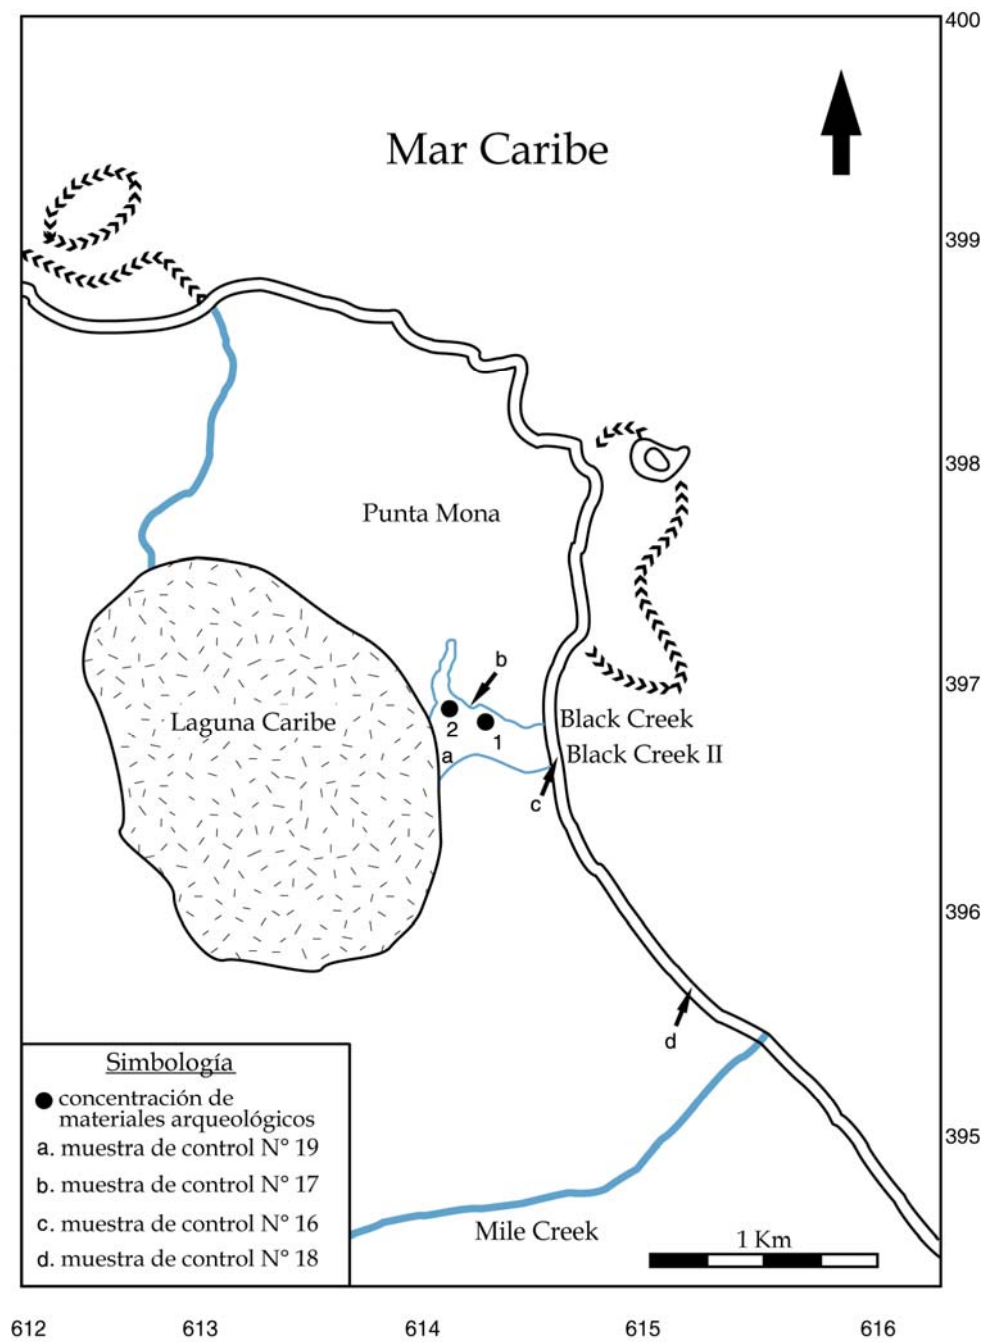 400
Mar Caribe
399
398
Punta Mona
b
397
Laguna Caribe
Black Creek
2
1
a
Black Creek II
c
396
d
Simbología
concentración de
materiales arqueológicos
a. muestra de control N° 19
395
b. muestra de control N° 17
c. muestra de control N° 16
Mile Creek
1 Km
d. muestra de control N° 18
612
613
614
615
616